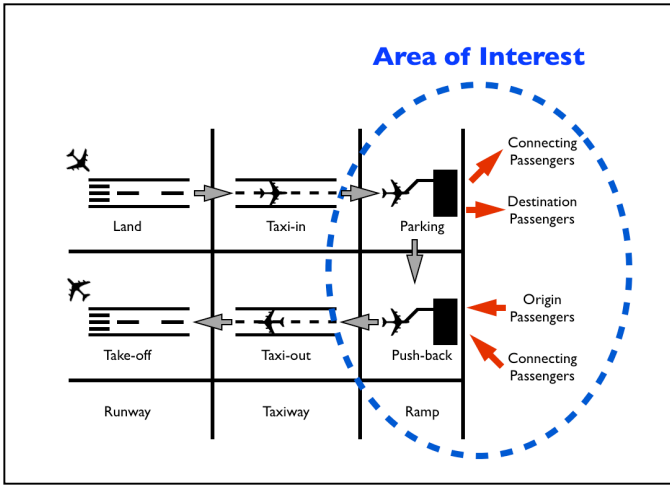 Area of Interest
Connecting
Passengers
Destination
Passengers
Land
Taxi-in
Parking
Origin
Passengers
Take-off
Taxi-out
Push-back
Connecting
Passengers
Runway
Taxiway
Ramp